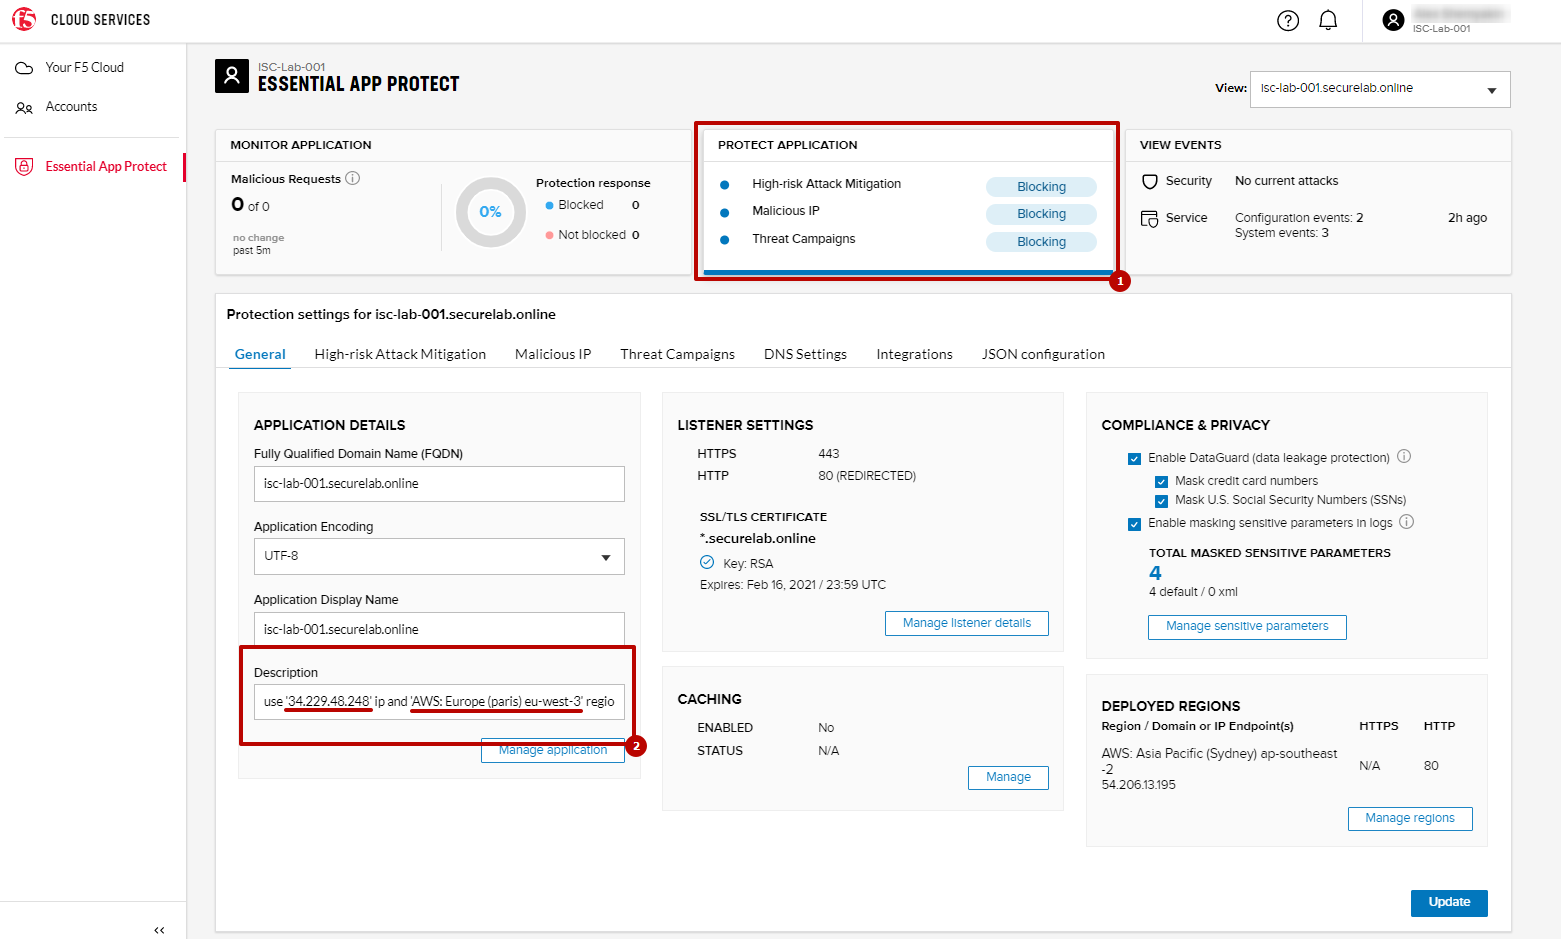 CLOUD SERVICES
ISC-Lab-001
Your F5 Cloud
Accounts
Essential App Protect
ISC-Lab-001
ESSENTIAL APP PROTECT
View: isc-lab-001.securelab.online
MONITOR APPLICATION
Malicious Requests
0 of 0
no change
past 5m
0%
Protection response
Blocked 0
Not blocked 0
PROTECT APPLICATION
High-risk Attack Mitigation Blocking
Malicious IP Blocking
Threat Campaigns Blocking
1
VIEW EVENTS
Security No current attacks
Service Configuration events: 2 2h ago
System events: 3
Protection settings for isc-lab-001.securelab.online
General High-risk Attack Mitigation Malicious IP Threat Campaigns DNS Settings Integrations JSON configuration
APPLICATION DETAILS
Fully Qualified Domain Name (FQDN)
isc-lab-001.securelab.online
Application Encoding
UTF-8
Application Display Name
isc-lab-001.securelab.online
Description
use '34.229.48.248' ip and 'AWS: Europe (paris) eu-west-3' regio
Manage application
2
LISTENER SETTINGS
HTTPS 443
HTTP 80 (REDIRECTED)
SSL/TLS CERTIFICATE
*.securelab.online
Key: RSA
Expires: Feb 16, 2021 / 23:59 UTC
Manage listener details
CACHING
ENABLED No
STATUS N/A
Manage
COMPLIANCE & PRIVACY
Enable DataGuard (data leakage protection)
Mask credit card numbers
Mask U.S. Social Security Numbers (SSNs)
Enable masking sensitive parameters in logs
TOTAL MASKED SENSITIVE PARAMETERS
4
4 default / 0 xml
Manage sensitive parameters
DEPLOYED REGIONS
Region / Domain or IP Endpoint(s) HTTPS HTTP
AWS: Asia Pacific (Sydney) ap-southeast
-2 N/A 80
54.206.13.195
Manage regions
Update